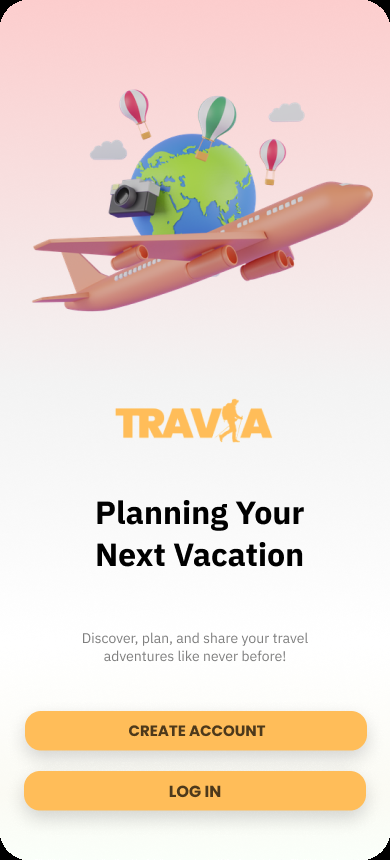 TRAVIA
Planning Your
Next Vacation
Discover, plan, and share your travel
adventures like never before!
CREATE ACCOUNT
LOG IN